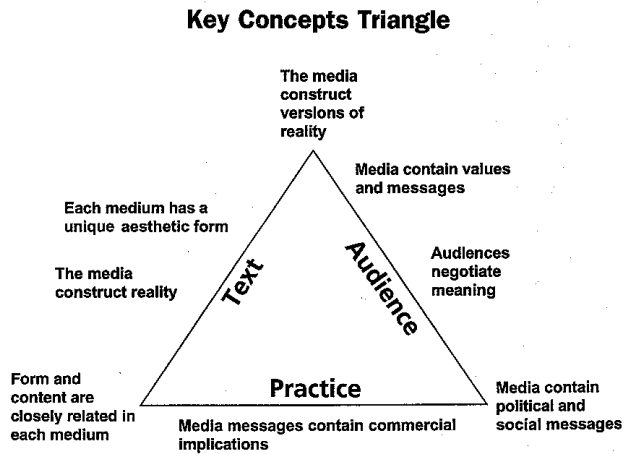 Key Concepts Triangle
The media
construct
versions of
reality
Media contain values
and messages
Each medium has a
unique aesthetic form
Text
Audience
Audiences
negotiate
meaning
The media
construct reality
Form and
content are
closely related in
each medium
Practice
Media contain
political and
social messages
Media messages contain commercial
implications